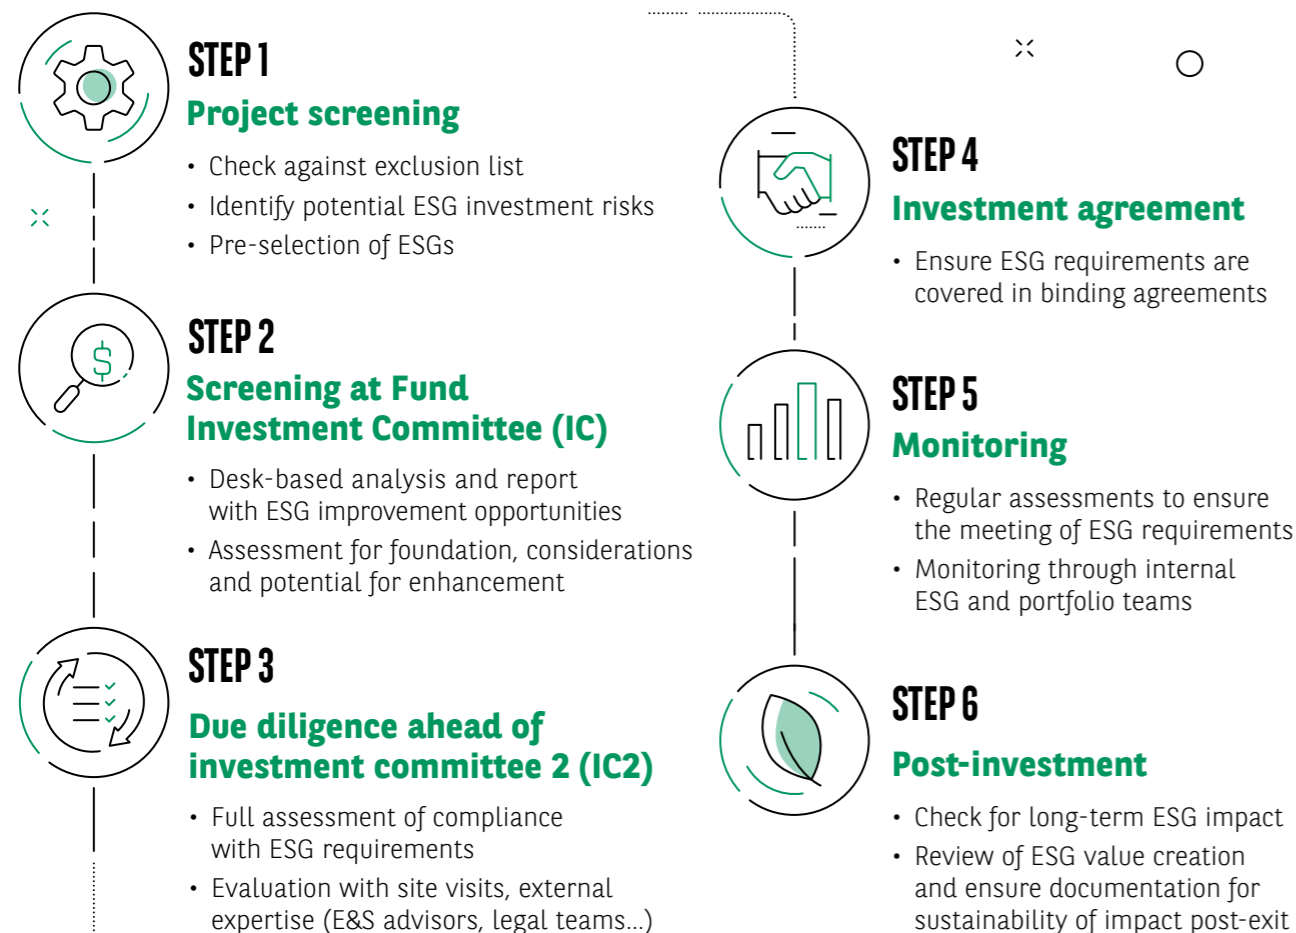 STEP 1
Project screening
• Check against exclusion list
• Identify potential ESG investment risks
• Pre-selection of ESGs
$
STEP 2
Screening at Fund
Investment Committee (IC)
• Desk-based analysis and report
with ESG improvement opportunities
• Assessment for foundation, considerations
and potential for enhancement
STEP 3
Due diligence ahead of
investment committee 2 (IC2)
• Full assessment of compliance
with ESG requirements
• Evaluation with site visits, external
expertise (E&S advisors, legal teams...)
STEP 4
Investment agreement
• Ensure ESG requirements are
covered in binding agreements
STEP 5
Monitoring
• Regular assessments to ensure
the meeting of ESG requirements
• Monitoring through internal
ESG and portfolio teams
STEP 6
Post-investment
• Check for long-term ESG impact
• Review of ESG value creation
and ensure documentation for
sustainability of impact post-exit